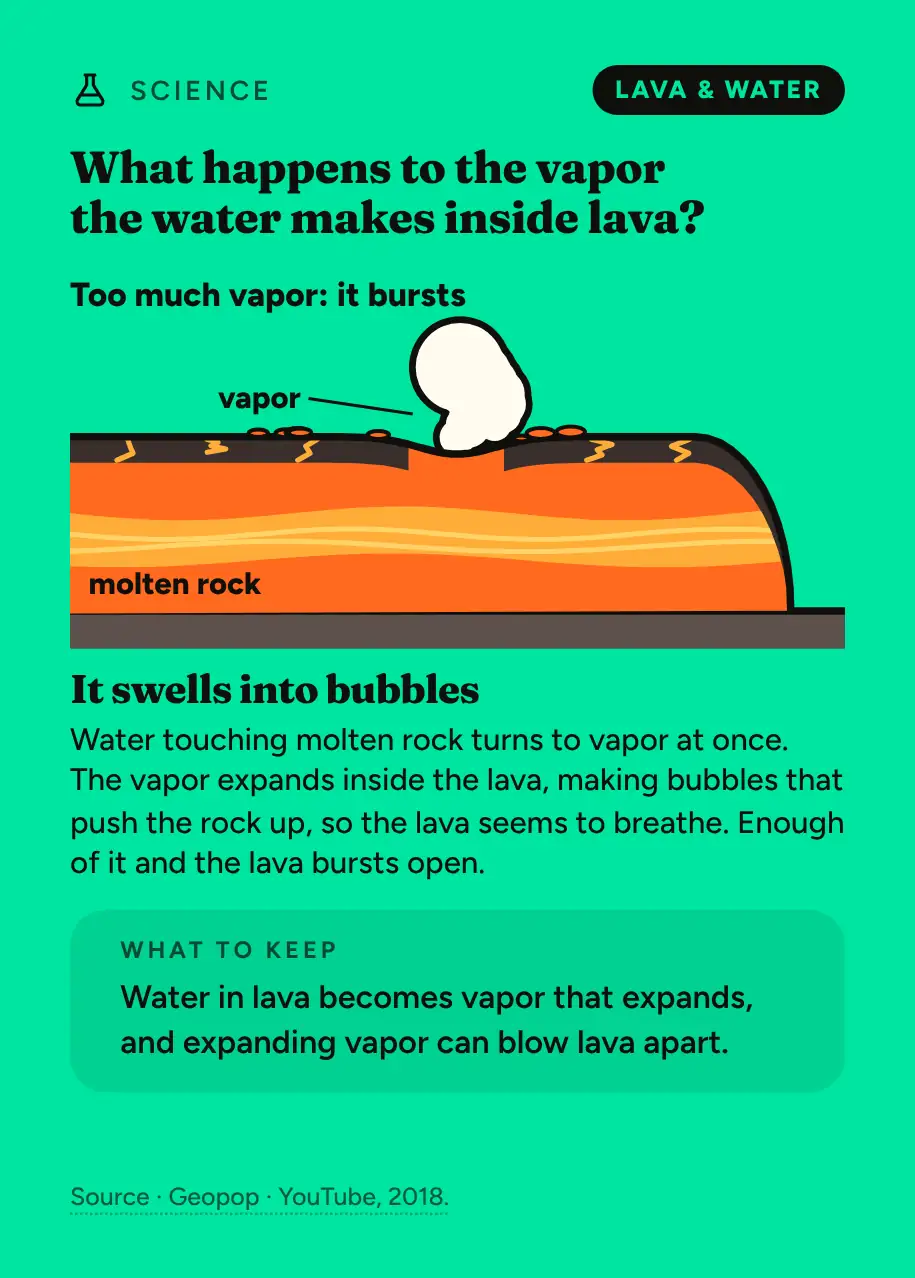 SCIENCE
LAVA & WATER
What happens to the vapor
the water makes inside lava?
Too much vapor: it bursts
vapor
molten rock
It swells into bubbles
Water touching molten rock turns to vapor at once.
The vapor expands inside the lava, making bubbles that
push the rock up, so the lava seems to breathe. Enough
of it and the lava bursts open.
WHAT TO KEEP
Water in lava becomes vapor that expands,
and expanding vapor can blow lava apart.
Source · Geopop · YouTube, 2018.